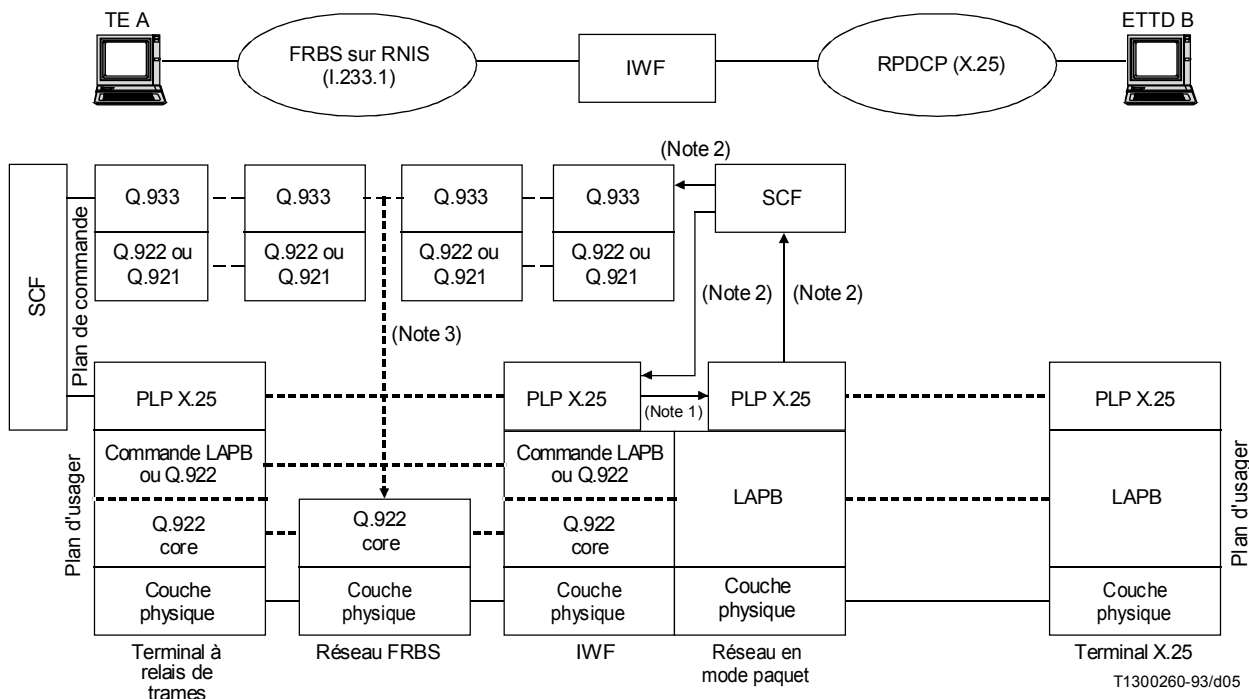 TE A
ETTD B
FRBS sur RNIS
(I.233.1)
IWF
RPDCP (X.25)
SCF
Plan de commande
Q.933
Q.933
Q.933
Q.933
(Note 2)
SCF
Q.922 ou
Q.921
Q.922 ou
Q.921
Q.922 ou
Q.921
Q.922 ou
Q.921
(Note 3)
(Note 2)
(Note 2)
PLP X.25
PLP X.25
(Note 1)
PLP X.25
PLP X.25
Plan d'usager
Commande LAPB
ou Q.922
Commande LAPB
ou Q.922
LAPB
LAPB
Plan d'usager
Q.922
core
Q.922
core
Q.922
core
Couche
physique
Couche
physique
Couche
physique
Couche
physique
Couche
physique
Terminal à
relais de
trames
Réseau FRBS
IWF
Réseau en
mode paquet
Terminal X.25
T1300260-93/d05